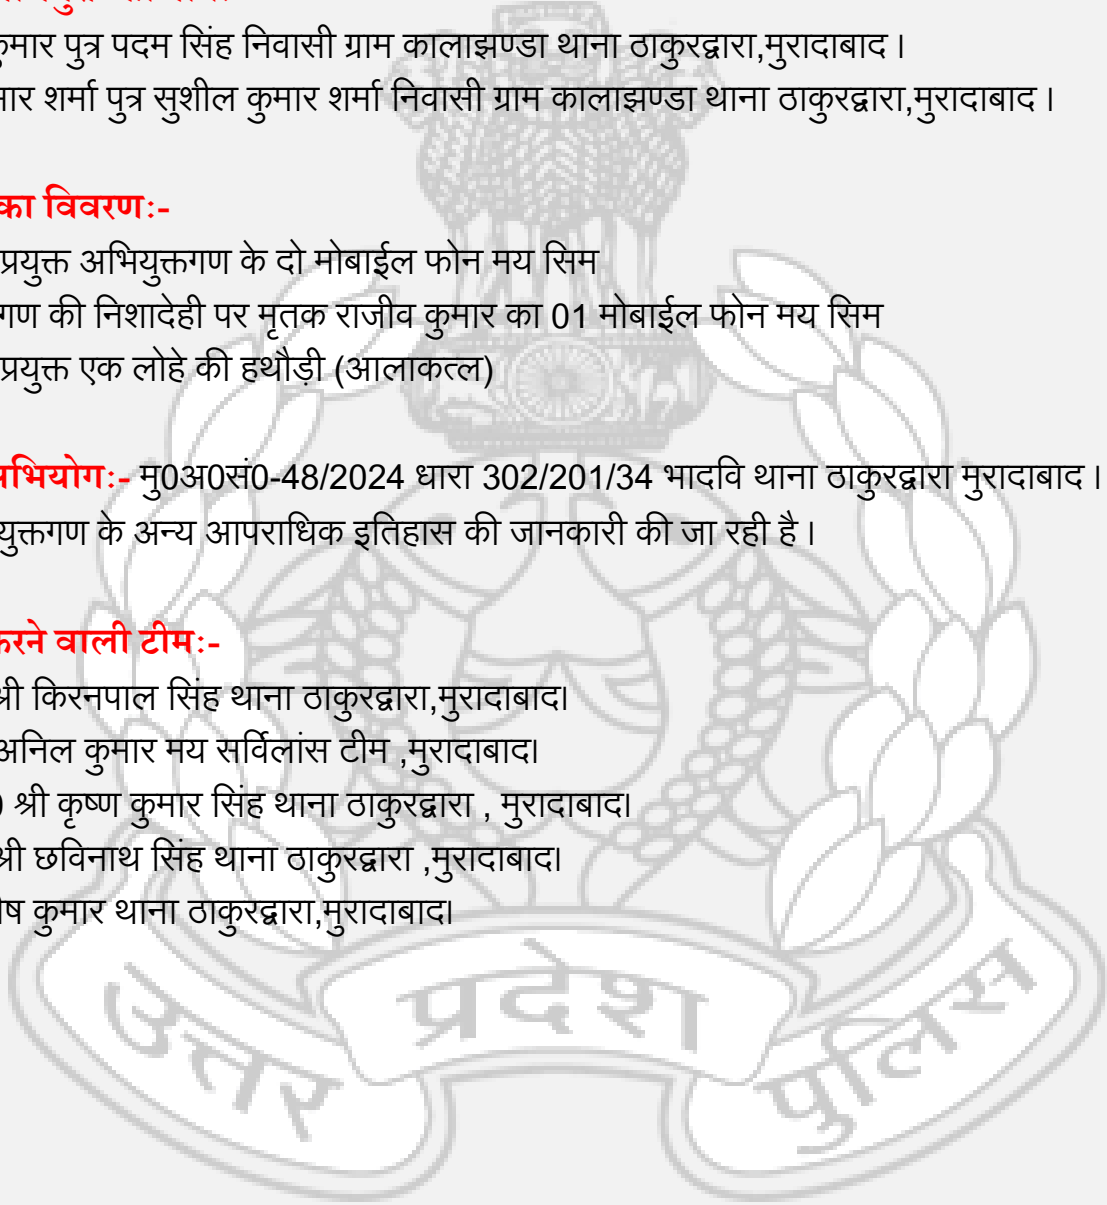 कुमार पुत्र पदम सिंह निवासी ग्राम कालाझण्डा थाना ठाकुरद्वारा,मुरादाबाद ।
मार शर्मा पुत्र सुशील कुमार शर्मा निवासी ग्राम कालाझण्डा थाना ठाकुरद्वारा,मुरादाबाद ।
का विवरणः-
प्रयुक्त अभियुक्तगण के दो मोबाईल फोन मय सिम
गण की निशादेही पर मृतक राजीव कुमार का 01 मोबाईल फोन मय सिम
प्रयुक्त एक लोहे की हथौड़ी (आलाकत्ल)
अभियोगः- मु0अ0सं0-48/2024 धारा 302/201/34 भादवि थाना ठाकुरद्वारा मुरादाबाद ।
युक्तगण के अन्य आपराधिक इतिहास की जानकारी की जा रही है ।
करने वाली टीमः-
श्री किरनपाल सिंह थाना ठाकुरद्वारा,मुरादाबाद।
अनिल कुमार मय सर्विलांस टीम ,मुरादाबाद।
0 श्री कृष्ण कुमार सिंह थाना ठाकुरद्वारा , मुरादाबाद।
श्री छविनाथ सिंह थाना ठाकुरद्वारा ,मुरादाबाद।
कुमार थाना ठाकुरद्वारा,मुरादाबाद।
उत्तर प्रदेश पुलिस